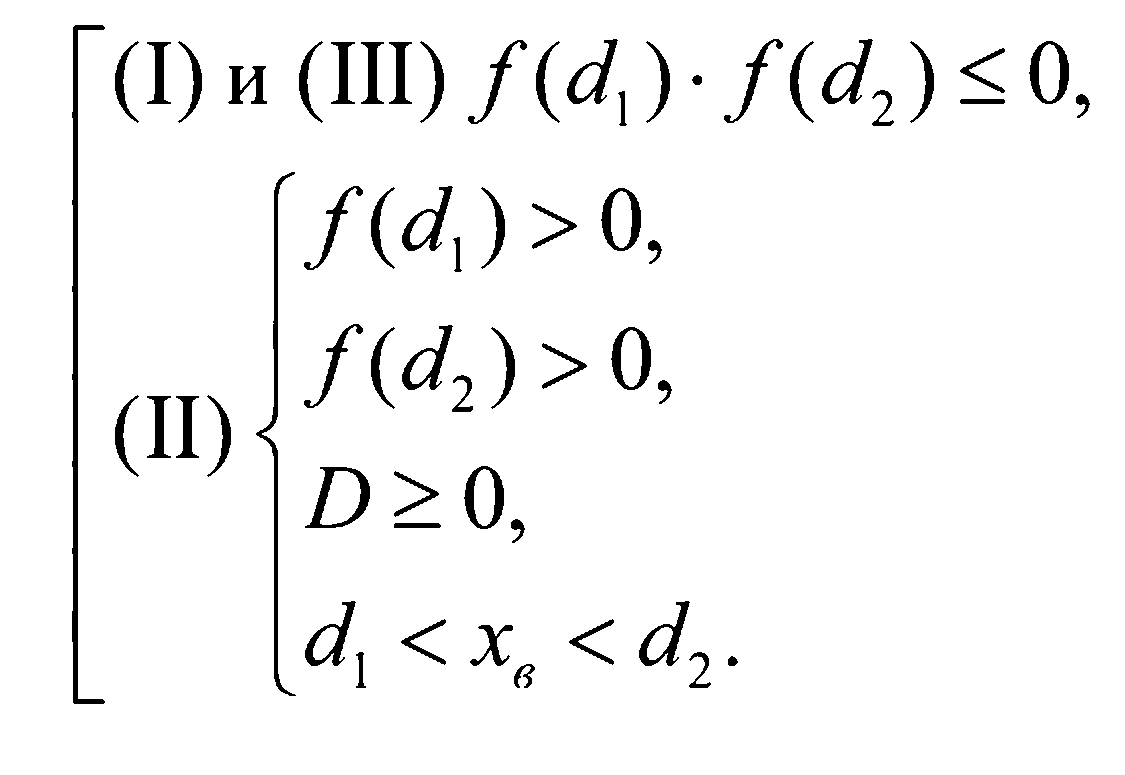 (I) и (III) f(d₁) · f(d₂) ≤ 0,
f(d₁) > 0,
f(d₂) > 0,
(II)
D ≥ 0,
d₁ < xв < d₂.